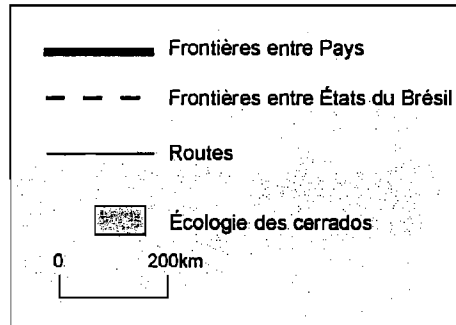 Frontières entre Pays
Frontières entre États du Brésil
Routes
Écologie des cerrados
0 200km